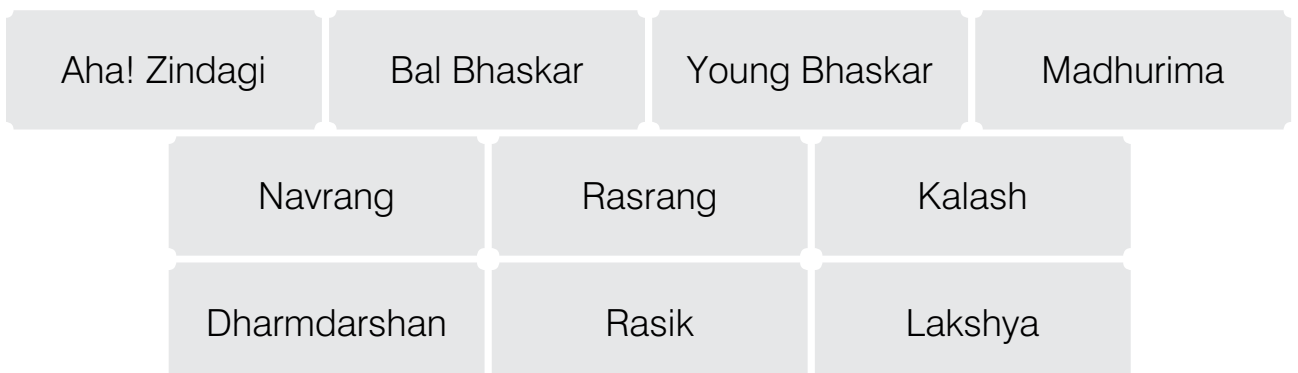 Aha! Zindagi Bal Bhaskar Young Bhaskar Madhurima
Navrang Rasrang Kalash
Dharmdarshan Rasik Lakshya